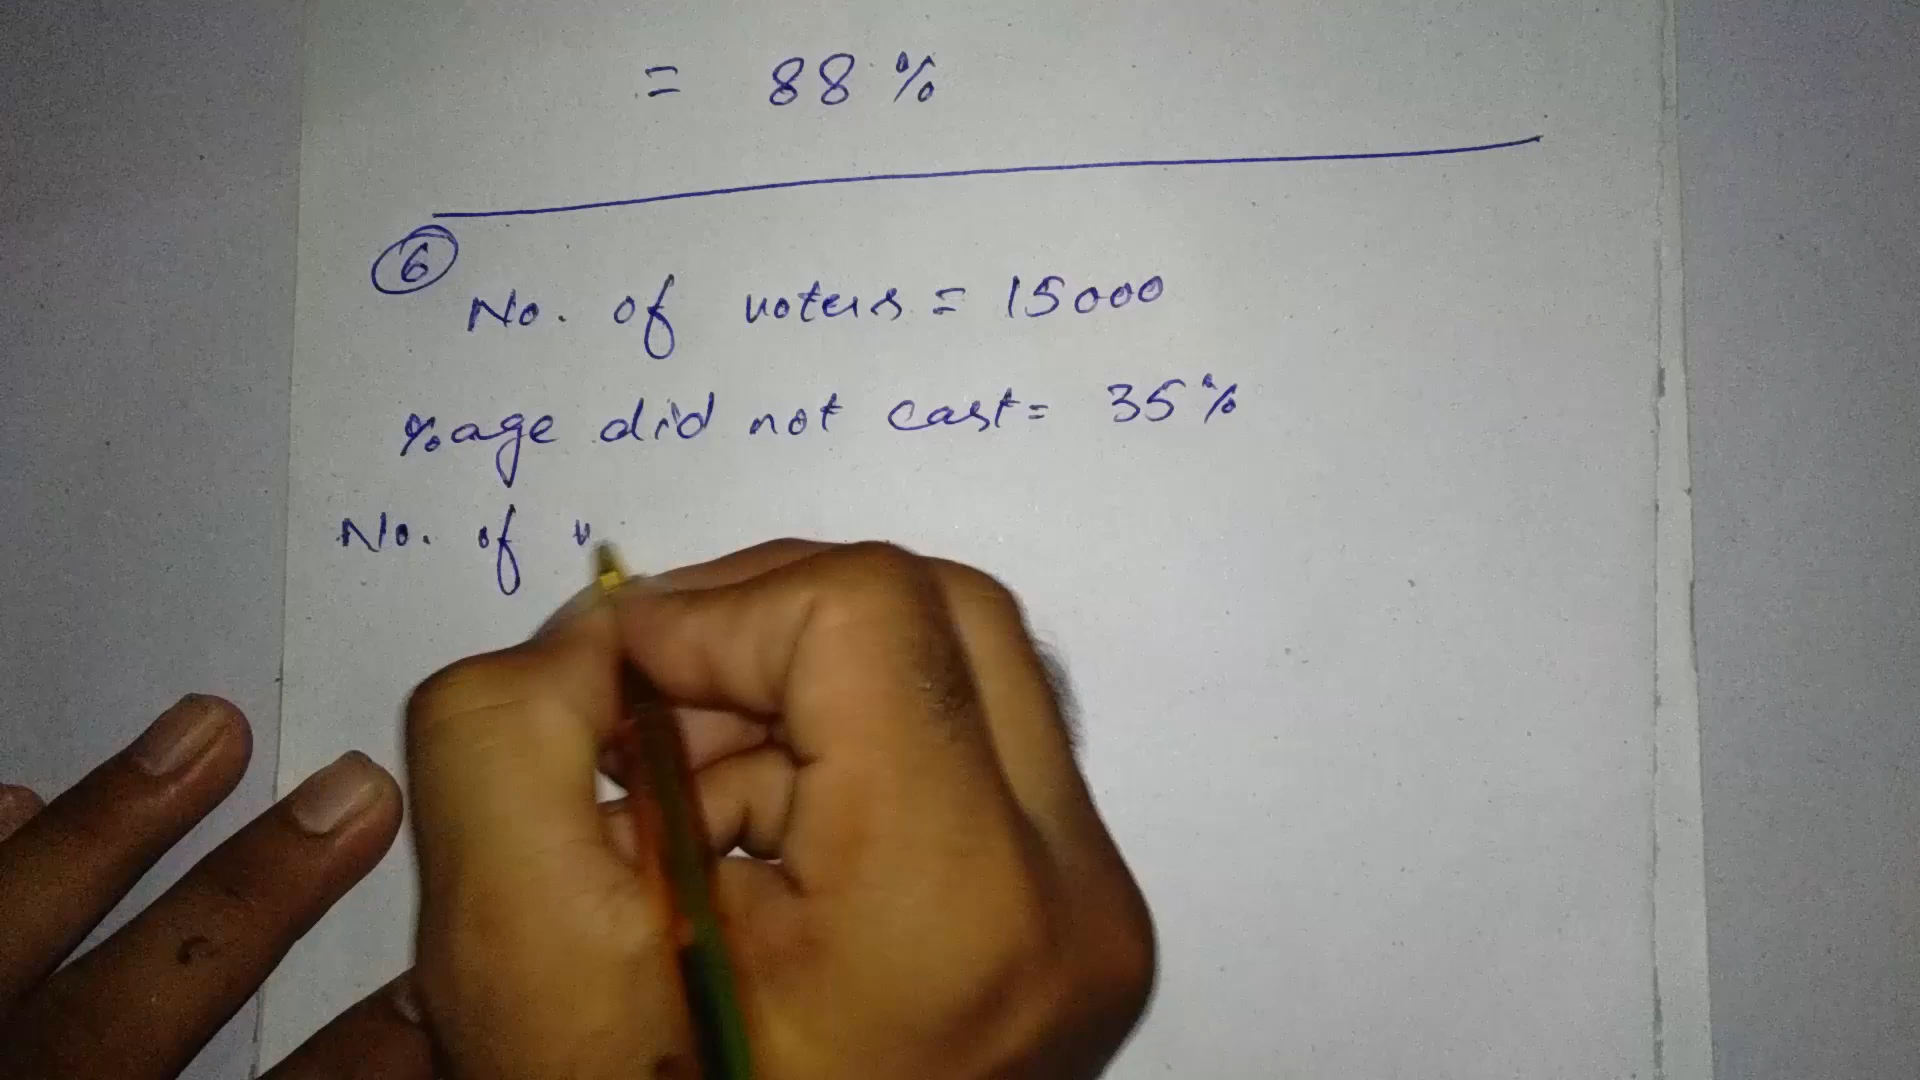 = 88 %
6
No. of voters = 15000
%age did not cast = 35%
No. of